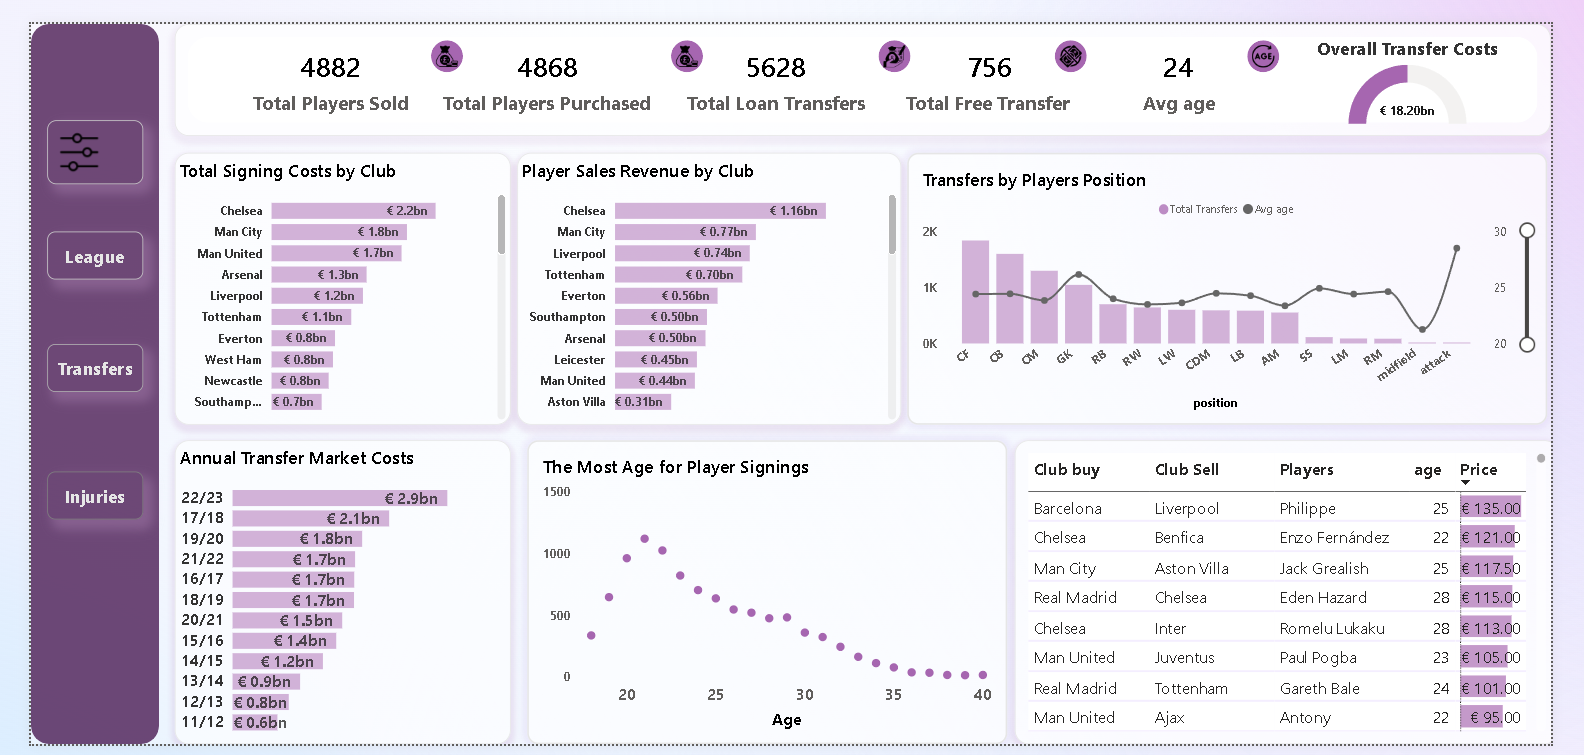 4882
Total Players Sold
4868
Total Players Purchased
5628
Total Loan Transfers
756
Total Free Transfer
AGE
24
Avg age
Overall Transfer Costs
€ 18.20bn
League
Transfers
Injuries
Total Signing Costs by Club
Chelsea € 2.2bn
Man City € 1.8bn
Man United € 1.7bn
Arsenal € 1.3bn
Liverpool € 1.2bn
Tottenham € 1.1bn
Everton € 0.8bn
West Ham € 0.8bn
Newcastle € 0.8bn
Southamp... € 0.7bn
Player Sales Revenue by Club
Chelsea € 1.16bn
Man City € 0.77bn
Liverpool € 0.74bn
Tottenham € 0.70bn
Everton € 0.56bn
Southampton € 0.50bn
Arsenal € 0.50bn
Leicester € 0.45bn
Man United € 0.44bn
Aston Villa € 0.31bn
Transfers by Players Position
Total Transfers Avg age
2K 30
1K 25
0K 20
CF CB CM GK RB RW LW CDM LB AM SS LM RM midfield attack
position
Annual Transfer Market Costs
22/23 € 2.9bn
17/18 € 2.1bn
19/20 € 1.8bn
21/22 € 1.7bn
16/17 € 1.7bn
18/19 € 1.7bn
20/21 € 1.5bn
15/16 € 1.4bn
14/15 € 1.2bn
13/14 € 0.9bn
12/13 € 0.8bn
11/12 € 0.6bn
The Most Age for Player Signings
1500
1000
500
0
20 25 30 35 40
Age
Club buy Club Sell Players age Price
Barcelona Liverpool Philippe 25 € 135.00
Chelsea Benfica Enzo Fernández 22 € 121.00
Man City Aston Villa Jack Grealish 25 € 117.50
Real Madrid Chelsea Eden Hazard 28 € 115.00
Chelsea Inter Romelu Lukaku 28 € 113.00
Man United Juventus Paul Pogba 23 € 105.00
Real Madrid Tottenham Gareth Bale 24 € 101.00
Man United Ajax Antony 22 € 95.00